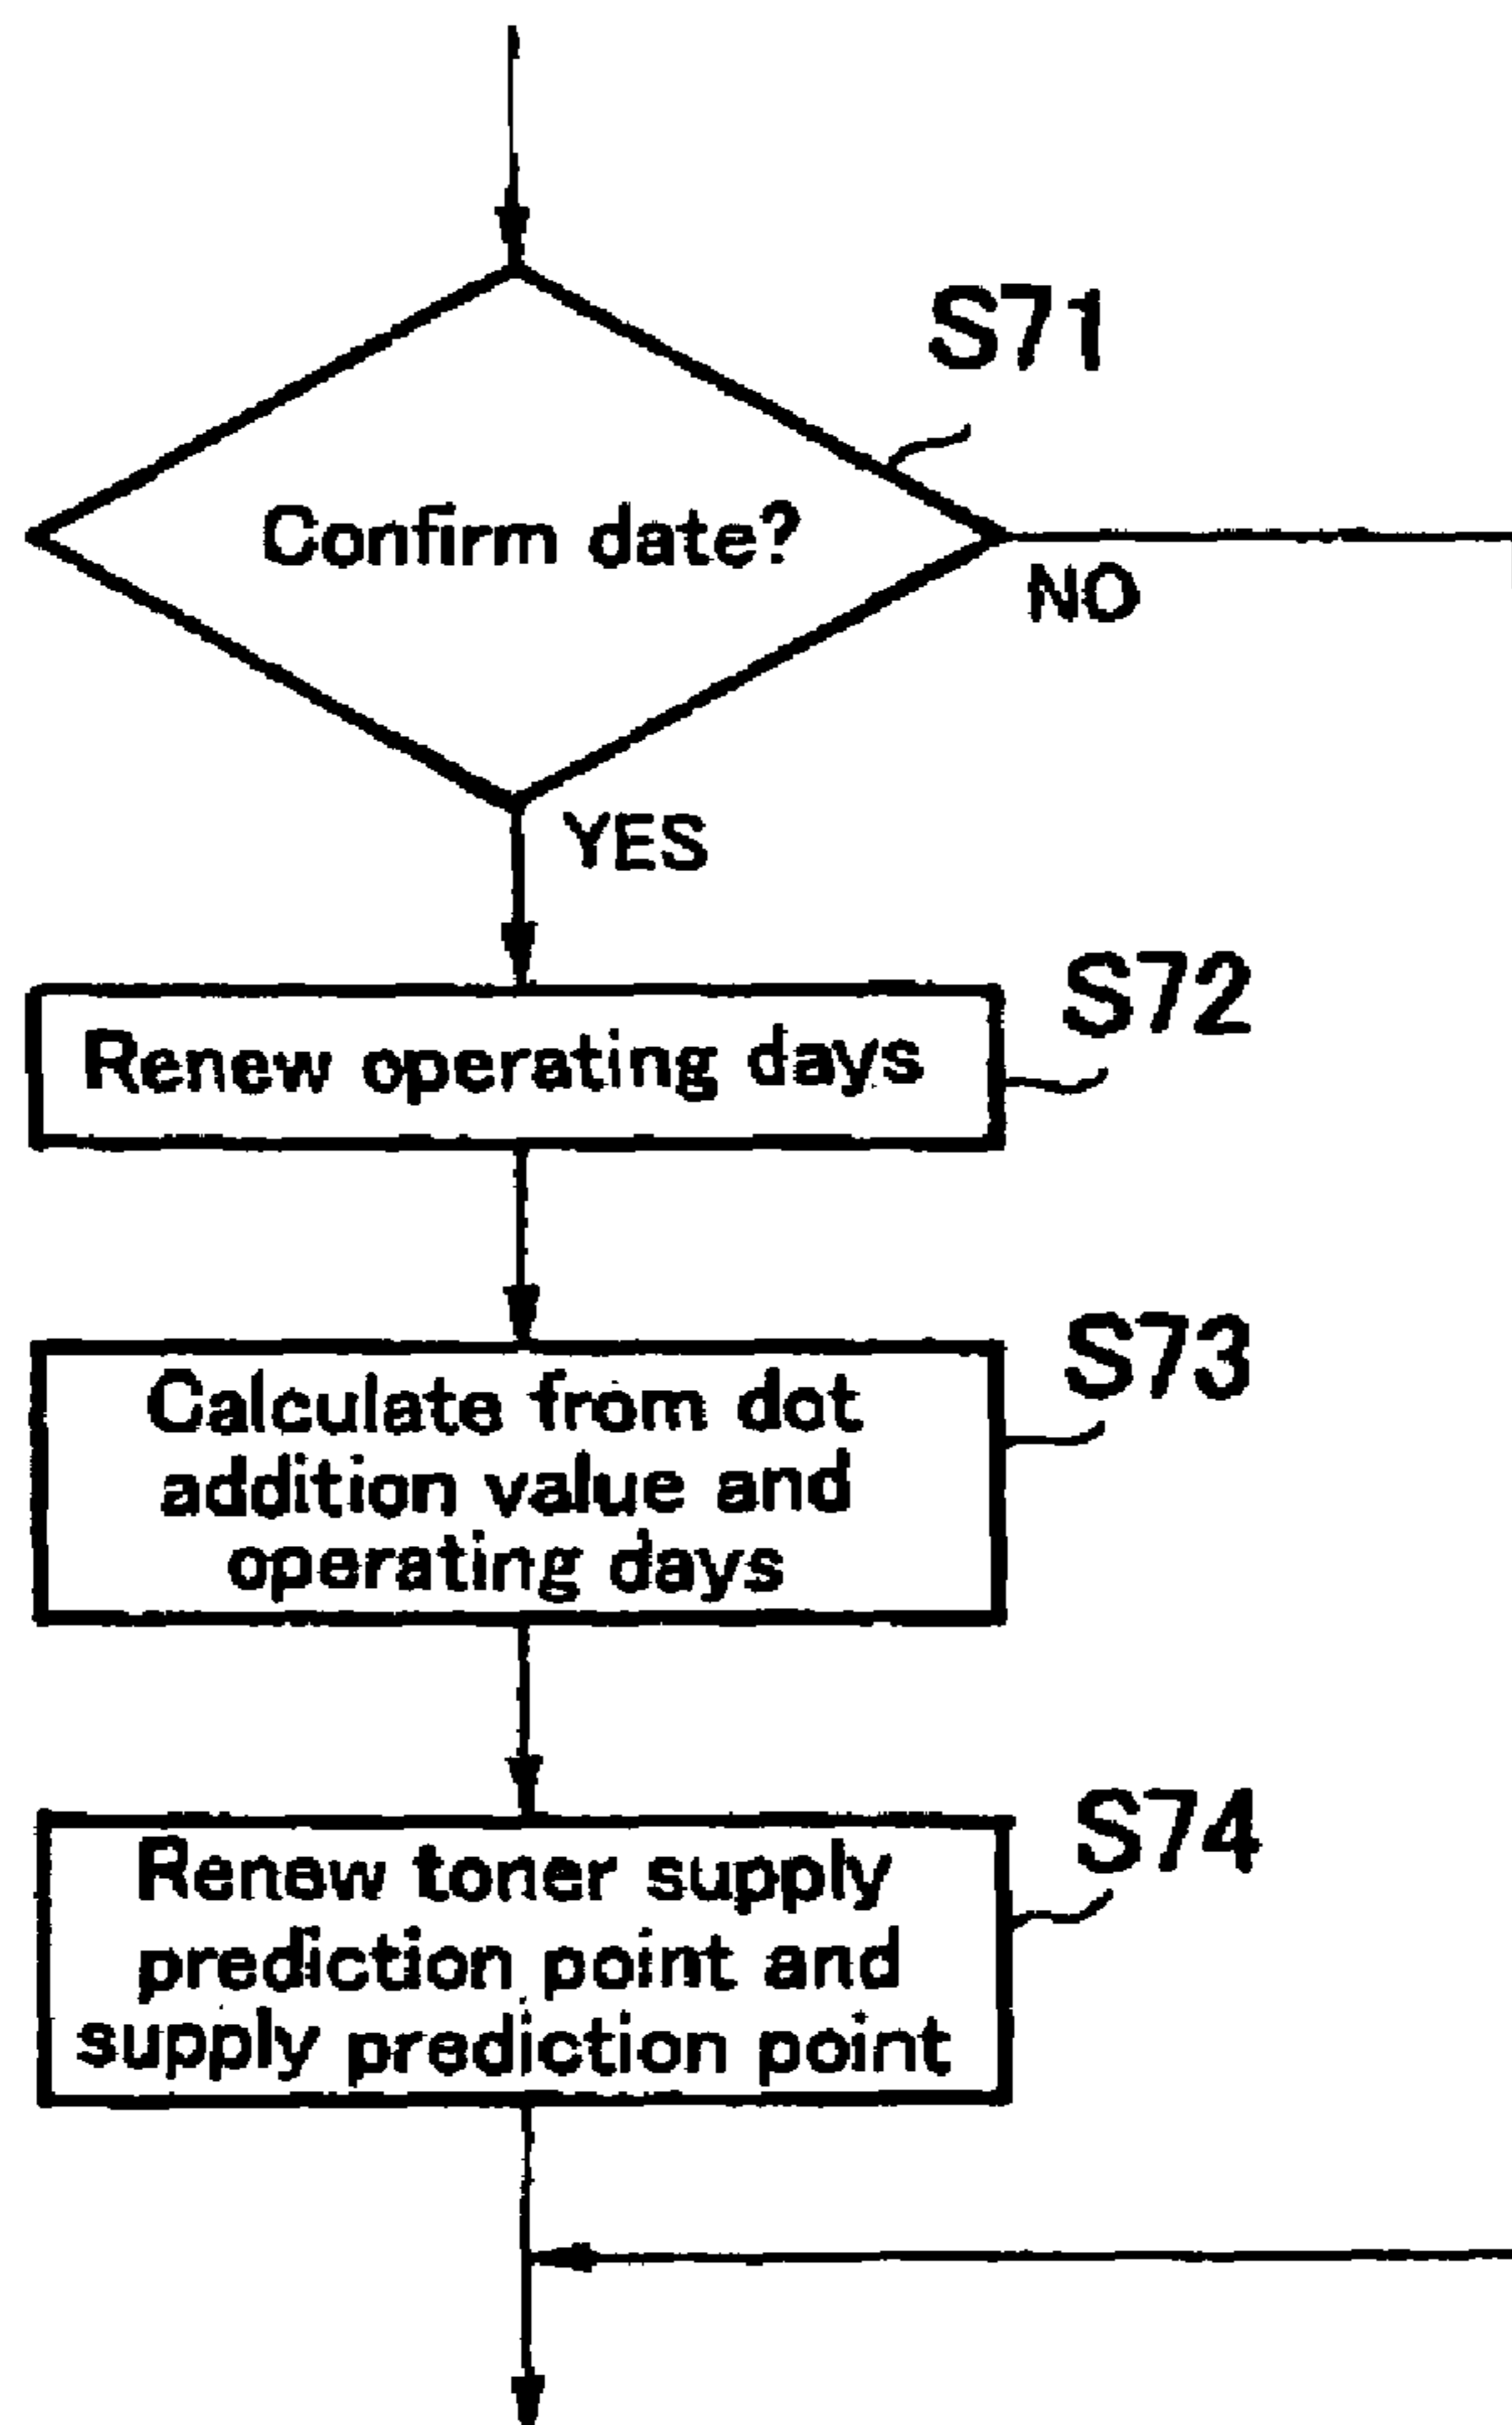 S71
Confirm date?
NO
YES
S72
Renew operating days
S73
Calculate from dot
addition value and
operating days
S74
Renew toner supply
prediction point and
supply prediction point